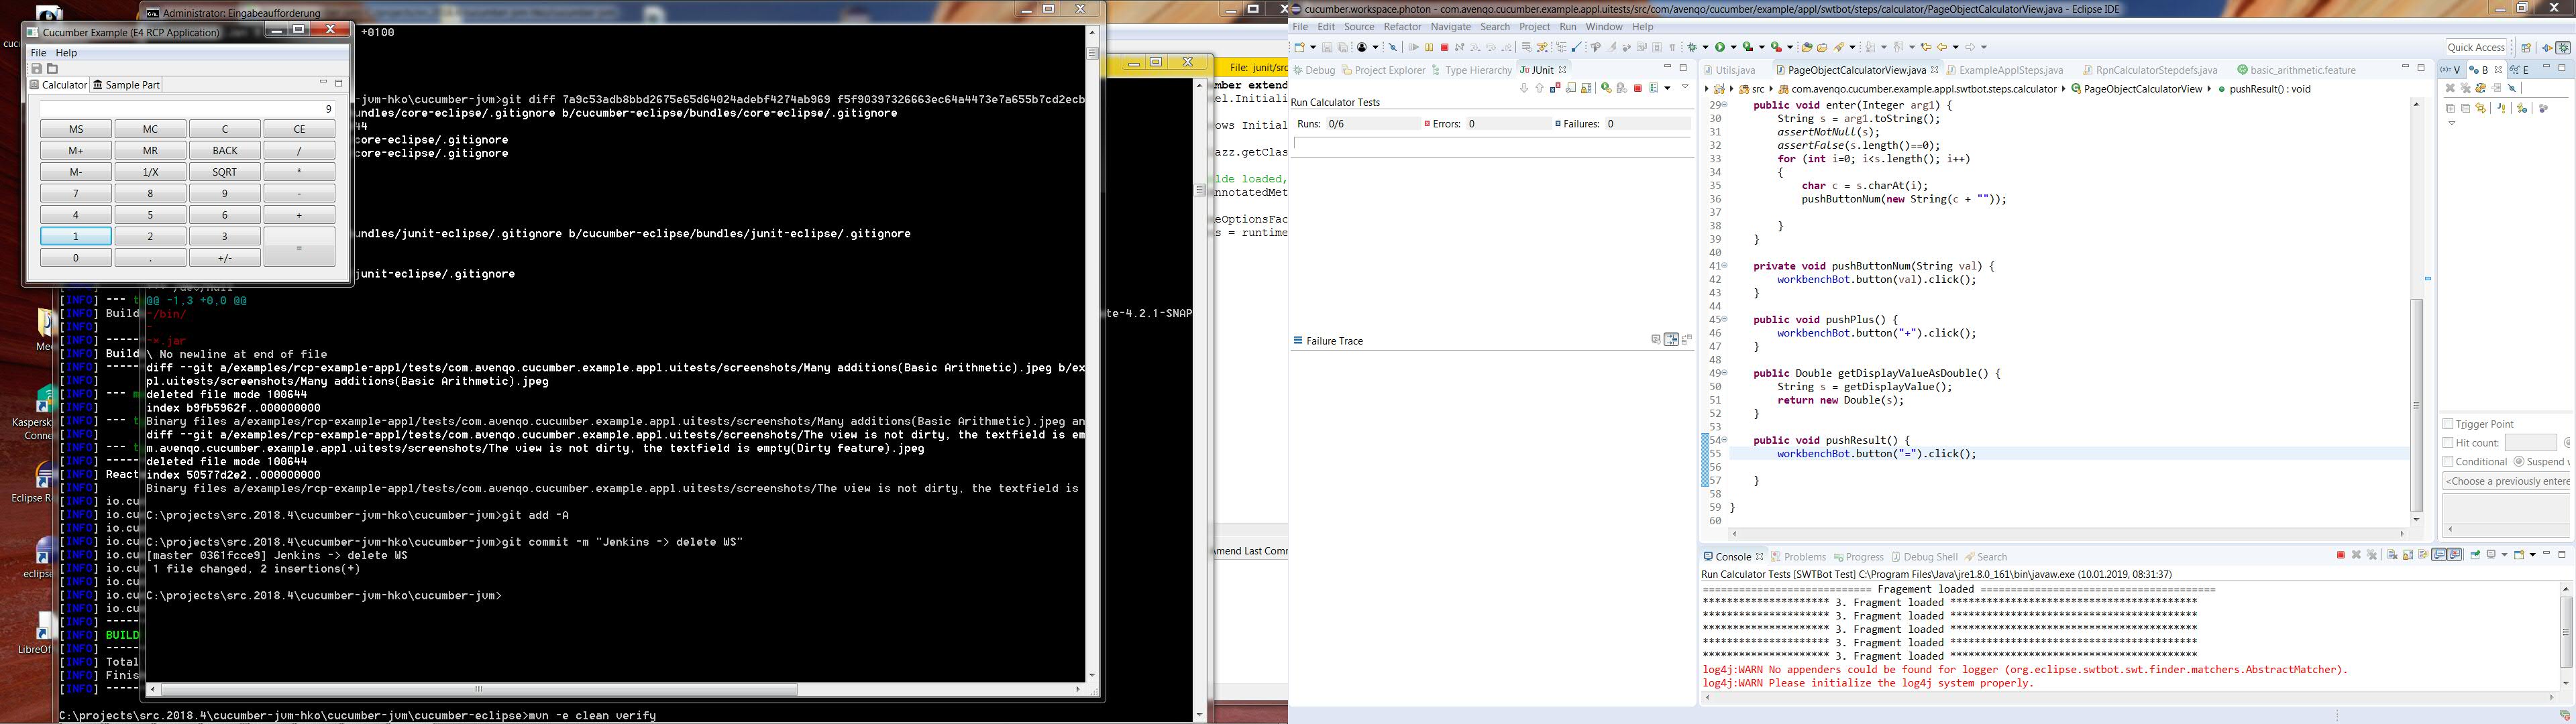 Administrator: Eingabeaufforderung
Cucumber Example (E4 RCP Application)
File Help
Calculator
Sample Part
9
MS MC C CE
M+ MR BACK /
M- 1/X SQRT *
7 8 9 -
4 5 6 +
1 2 3 =
0 . +/-
+0100
-jvm-hko\cucumber-jvm>git diff 7a9c53adb8bbd2675e65d64024adebf4274ab969 f5f90397326663ec64a4473e7a655b7cd2ecb
undles/core-eclipse/.gitignore b/cucumber-eclipse/bundles/core-eclipse/.gitignore
44
core-eclipse/.gitignore
core-eclipse/.gitignore
undles/junit-eclipse/.gitignore b/cucumber-eclipse/bundles/junit-eclipse/.gitignore
junit-eclipse/.gitignore
@@ -1,3 +0,0 @@
-/bin/
-
-*.jar
\ No newline at end of file
diff --git a/examples/rcp-example-appl/tests/com.avenqo.cucumber.example.appl.uitests/screenshots/Many additions(Basic Arithmetic).jpeg b/ex
pl.uitests/screenshots/Many additions(Basic Arithmetic).jpeg
deleted file mode 100644
index b9fb5962f..000000000
Binary files a/examples/rcp-example-appl/tests/com.avenqo.cucumber.example.appl.uitests/screenshots/Many additions(Basic Arithmetic).jpeg an
diff --git a/examples/rcp-example-appl/tests/com.avenqo.cucumber.example.appl.uitests/screenshots/The view is not dirty, the textfield is em
m.avenqo.cucumber.example.appl.uitests/screenshots/The view is not dirty, the textfield is empty(Dirty feature).jpeg
deleted file mode 100644
index 50577d2e2..000000000
Binary files a/examples/rcp-example-appl/tests/com.avenqo.cucumber.example.appl.uitests/screenshots/The view is not dirty, the textfield is
C:\projects\src.2018.4\cucumber-jvm-hko\cucumber-jvm>git add -A
C:\projects\src.2018.4\cucumber-jvm-hko\cucumber-jvm>git commit -m "Jenkins -> delete WS"
[master 0361fcce9] Jenkins -> delete WS
1 file changed, 2 insertions(+)
C:\projects\src.2018.4\cucumber-jvm-hko\cucumber-jvm>
[INFO] ---
[INFO] Build
[INFO]
[INFO] -----
[INFO] Build
[INFO] -----
[INFO]
[INFO] ---
[INFO]
[INFO] ---
[INFO]
[INFO] ---
[INFO] -----
[INFO] React
[INFO]
[INFO] io.cu
[INFO] io.cu
[INFO] io.cu
[INFO] io.cu
[INFO] io.cu
[INFO] io.cu
[INFO] io.cu
[INFO] io.cu
[INFO] io.cu
[INFO] -----
[INFO] BUILD
[INFO] -----
[INFO] Total
[INFO] Finis
[INFO] -----
C:\projects\src.2018.4\cucumber-jvm-hko\cucumber-jvm\cucumber-eclipse>mvn -e clean verify
te-4.2.1-SNAP
Kaspersk
Conne
Eclipse R
eclips
LibreOf
File: junit/src
mber extend
el.Initiali
ows Initial
azz.getClas
lde loaded,
nnotatedMet
eOptionsFac
s = runtime
Amend Last Comm
cucumber.workspace.photon - com.avenqo.cucumber.example.appl.uitests/src/com/avenqo/cucumber/example/appl/swtbot/steps/calculator/PageObjectCalculatorView.java - Eclipse IDE
File Edit Source Refactor Navigate Search Project Run Window Help
Quick Access
Debug Project Explorer Type Hierarchy JUnit
Run Calculator Tests
Runs: 0/6 Errors: 0 Failures: 0
Failure Trace
Utils.java PageObjectCalculatorView.java ExampleApplSteps.java RpnCalculatorStepdefs.java basic_arithmetic.feature
src com.avenqo.cucumber.example.appl.swtbot.steps.calculator PageObjectCalculatorView pushResult() : void
29 public void enter(Integer arg1) {
30 String s = arg1.toString();
31 assertNotNull(s);
32 assertFalse(s.length()==0);
33 for (int i=0; i<s.length(); i++)
34 {
35 char c = s.charAt(i);
36 pushButtonNum(new String(c + ""));
37
38 }
39 }
40
41 private void pushButtonNum(String val) {
42 workbenchBot.button(val).click();
43 }
44
45 public void pushPlus() {
46 workbenchBot.button("+").click();
47 }
48
49 public Double getDisplayValueAsDouble() {
50 String s = getDisplayValue();
51 return new Double(s);
52 }
53
54 public void pushResult() {
55 workbenchBot.button("=").click();
56
57 }
58
59 }
60
V B E
Trigger Point
Hit count:
Conditional Suspend
<Choose a previously entere
Console Problems Progress Debug Shell Search
Run Calculator Tests [SWTBot Test] C:\Program Files\Java\jre1.8.0_161\bin\javaw.exe (10.01.2019, 08:31:37)
============================ Fragement loaded =======================================
********************* 3. Fragment loaded *****************************************
********************* 3. Fragment loaded *****************************************
********************* 3. Fragment loaded *****************************************
********************* 3. Fragment loaded *****************************************
********************* 3. Fragment loaded *****************************************
log4j:WARN No appenders could be found for logger (org.eclipse.swtbot.swt.finder.matchers.AbstractMatcher).
log4j:WARN Please initialize the log4j system properly.